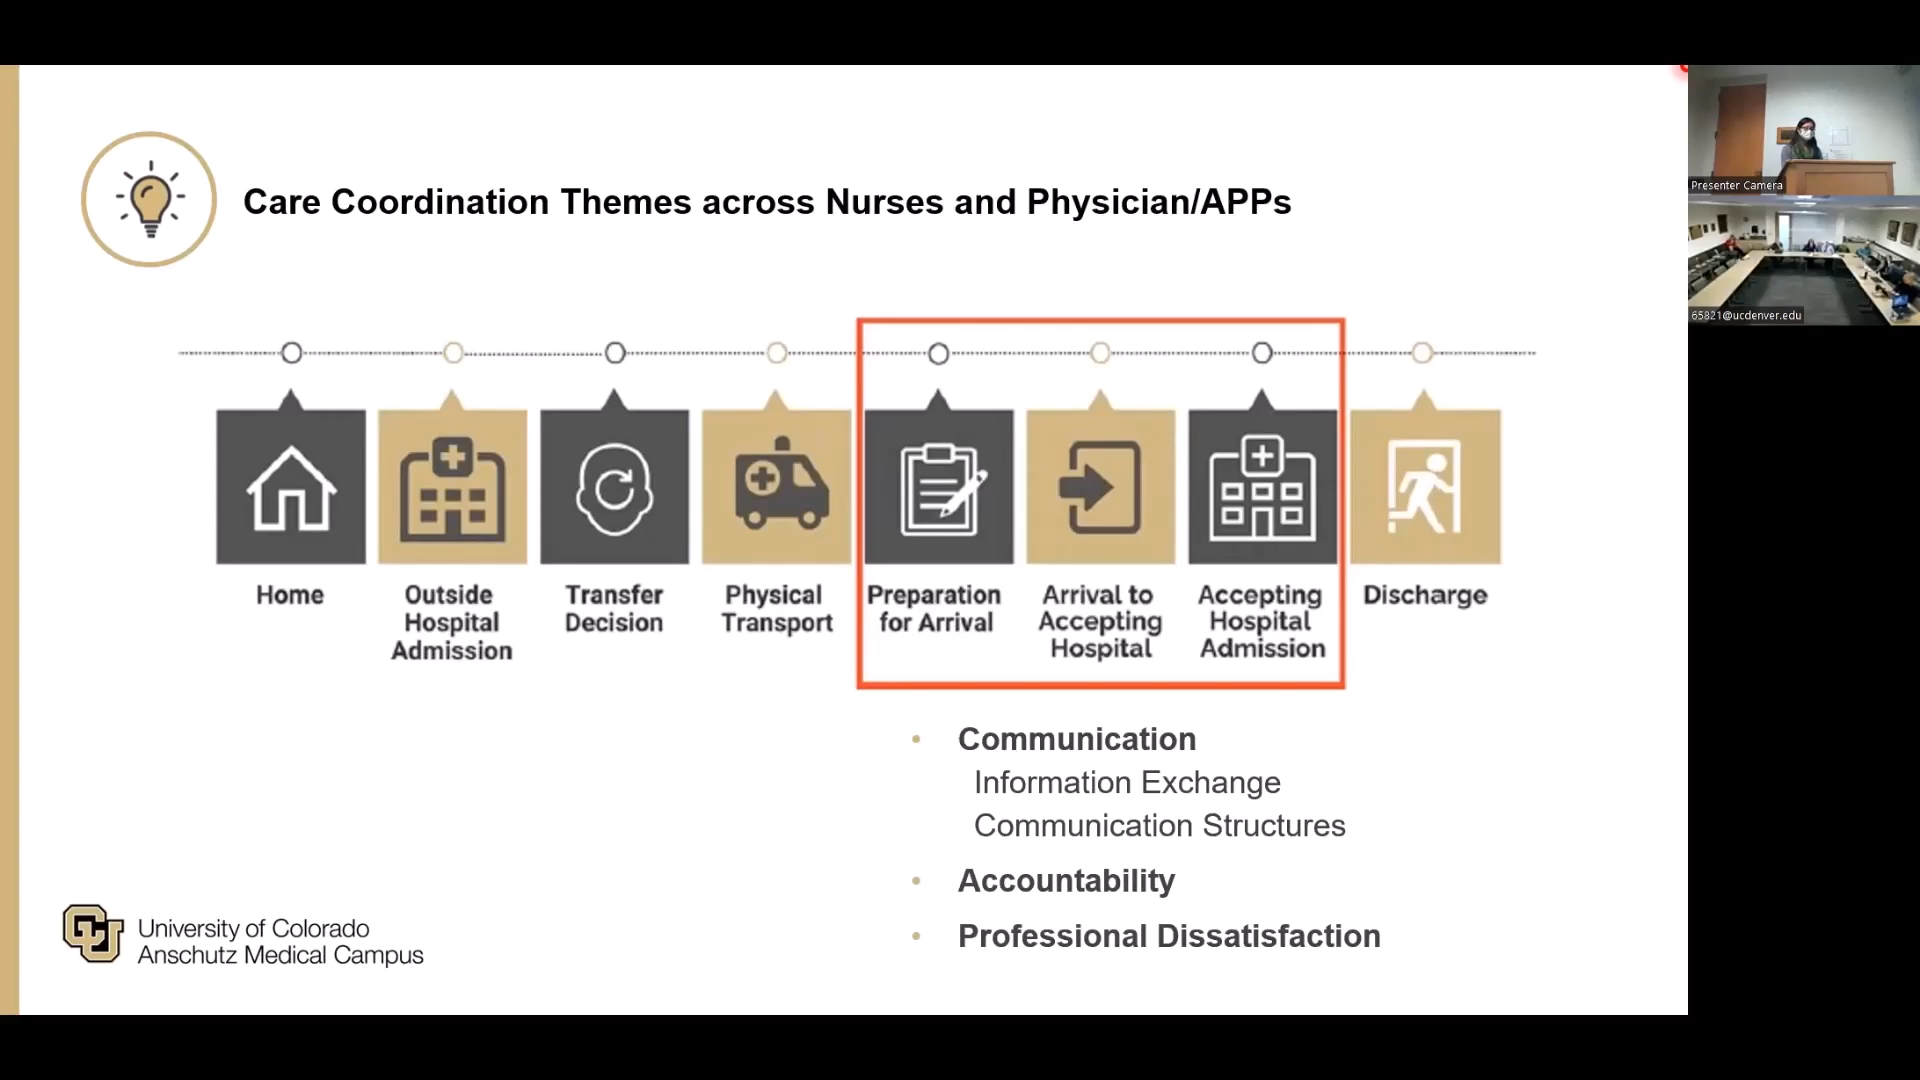 Care Coordination Themes across Nurses and Physician/APPs
Home
Outside
Hospital
Admission
Transfer
Decision
Physical
Transport
Preparation
for Arrival
Arrival to
Accepting
Hospital
Accepting
Hospital
Admission
Discharge
• Communication
Information Exchange
Communication Structures
• Accountability
• Professional Dissatisfaction
CU
University of Colorado
Anschutz Medical Campus
Presenter Camera
65821@ucdenver.edu